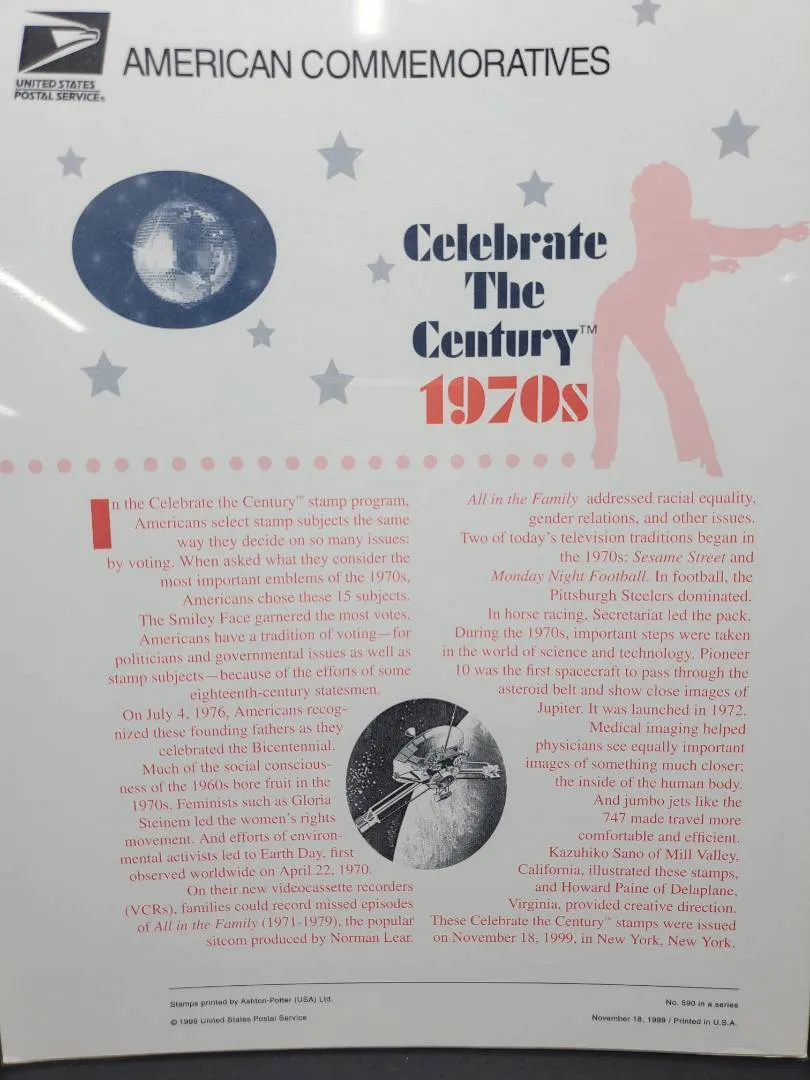 UNITED STATES
POSTAL SERVICE®
AMERICAN COMMEMORATIVES
Celebrate
The
Century™
1970s
In the Celebrate the Century™ stamp program,
Americans select stamp subjects the same
way they decide on so many issues:
by voting. When asked what they consider the
most important emblems of the 1970s,
Americans chose these 15 subjects.
The Smiley Face garnered the most votes.
Americans have a tradition of voting—for
politicians and governmental issues as well as
stamp subjects—because of the efforts of some
eighteenth-century statesmen.
On July 4, 1976, Americans recog-
nized these founding fathers as they
celebrated the Bicentennial.
Much of the social conscious-
ness of the 1960s bore fruit in the
1970s. Feminists such as Gloria
Steinem led the women's rights
movement. And efforts of environ-
mental activists led to Earth Day, first
observed worldwide on April 22, 1970.
On their new videocassette recorders
(VCRs), families could record missed episodes
of All in the Family (1971-1979), the popular
sitcom produced by Norman Lear.
All in the Family addressed racial equality,
gender relations, and other issues.
Two of today's television traditions began in
the 1970s: Sesame Street and
Monday Night Football. In football, the
Pittsburgh Steelers dominated.
In horse racing, Secretariat led the pack.
During the 1970s, important steps were taken
in the world of science and technology. Pioneer
10 was the first spacecraft to pass through the
asteroid belt and show close images of
Jupiter. It was launched in 1972.
Medical imaging helped
physicians see equally important
images of something much closer;
the inside of the human body.
And jumbo jets like the
747 made travel more
comfortable and efficient.
Kazuhiko Sano of Mill Valley,
California, illustrated these stamps,
and Howard Paine of Delaplane,
Virginia, provided creative direction.
These Celebrate the Century™ stamps were issued
on November 18, 1999, in New York, New York.
Stamps printed by Ashton-Potter (USA) Ltd.
© 1999 United States Postal Service
No. 590 in a series
November 18, 1999 / Printed in U.S.A.